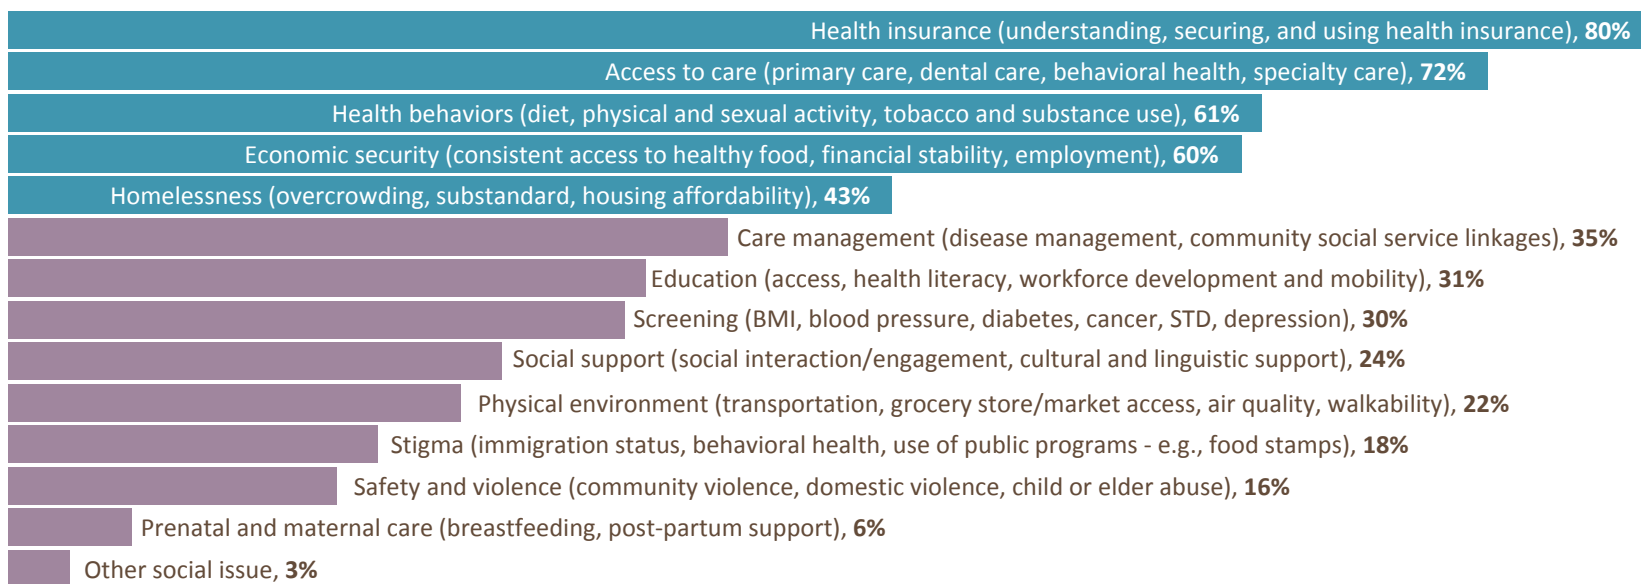 Health insurance (understanding, securing, and using health insurance), 80%
Access to care (primary care, dental care, behavioral health, specialty care), 72%
Health behaviors (diet, physical and sexual activity, tobacco and substance use), 61%
Economic security (consistent access to healthy food, financial stability, employment), 60%
Homelessness (overcrowding, substandard, housing affordability), 43%
Care management (disease management, community social service linkages), 35%
Education (access, health literacy, workforce development and mobility), 31%
Screening (BMI, blood pressure, diabetes, cancer, STD, depression), 30%
Social support (social interaction/engagement, cultural and linguistic support), 24%
Physical environment (transportation, grocery store/market access, air quality, walkability), 22%
Stigma (immigration status, behavioral health, use of public programs - e.g., food stamps), 18%
Safety and violence (community violence, domestic violence, child or elder abuse), 16%
Prenatal and maternal care (breastfeeding, post-partum support), 6%
Other social issue, 3%